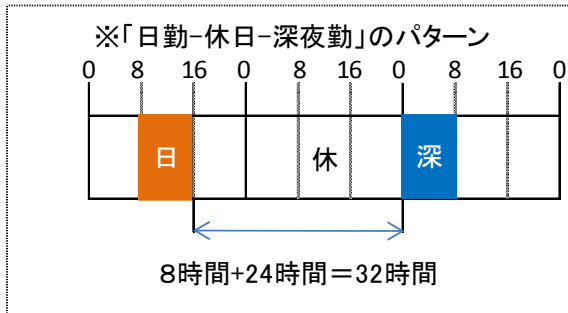 ※「日勤-休日-深夜勤」のパターン
0 8 16 0 8 16 0 8 16 0
日 休 深
8時間+24時間＝32時間